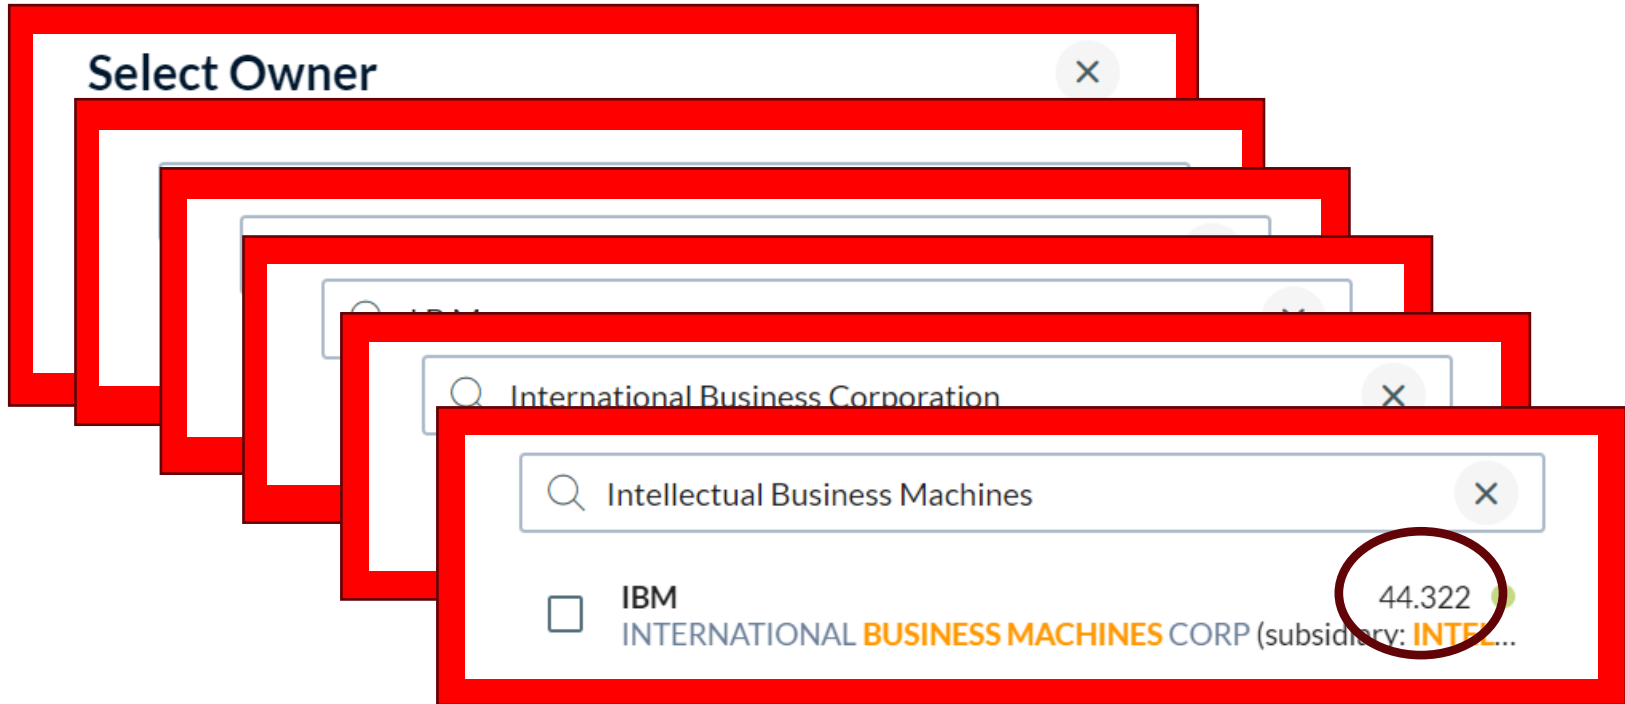 Select Owner
International Business Corporation
Intellectual Business Machines
IBM 44.322
INTERNATIONAL BUSINESS MACHINES CORP (subsidiary: INTEL...